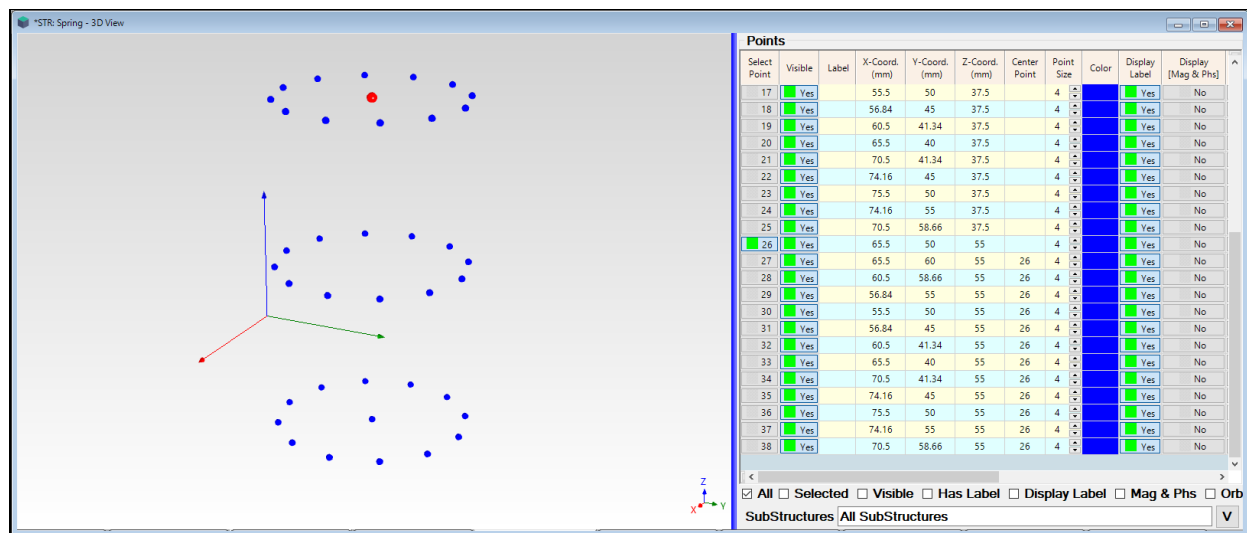 *STR: Spring - 3D View
Points
Select Point Visible Label X-Coord. (mm) Y-Coord. (mm) Z-Coord. (mm) Center Point Point Size Color Display Label Display [Mag & Phs]
17 Yes 55.5 50 37.5 4 Yes No
18 Yes 56.84 45 37.5 4 Yes No
19 Yes 60.5 41.34 37.5 4 Yes No
20 Yes 65.5 40 37.5 4 Yes No
21 Yes 70.5 41.34 37.5 4 Yes No
22 Yes 74.16 45 37.5 4 Yes No
23 Yes 75.5 50 37.5 4 Yes No
24 Yes 74.16 55 37.5 4 Yes No
25 Yes 70.5 58.66 37.5 4 Yes No
26 Yes 65.5 50 55 4 Yes No
27 Yes 65.5 60 55 26 4 Yes No
28 Yes 60.5 58.66 55 26 4 Yes No
29 Yes 56.84 55 55 26 4 Yes No
30 Yes 55.5 50 55 26 4 Yes No
31 Yes 56.84 45 55 26 4 Yes No
32 Yes 60.5 41.34 55 26 4 Yes No
33 Yes 65.5 40 55 26 4 Yes No
34 Yes 70.5 41.34 55 26 4 Yes No
35 Yes 74.16 45 55 26 4 Yes No
36 Yes 75.5 50 55 26 4 Yes No
37 Yes 74.16 55 55 26 4 Yes No
38 Yes 70.5 58.66 55 26 4 Yes No
Z
X Y
All Selected Visible Has Label Display Label Mag & Phs Orb
SubStructures All SubStructures V